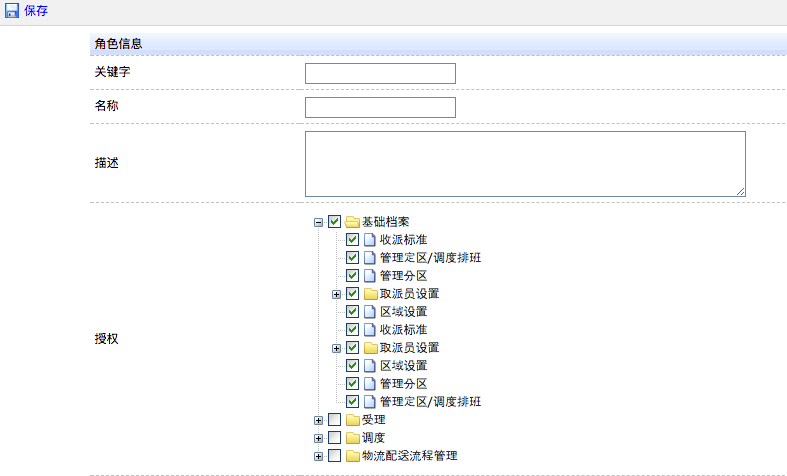 保存
角色信息
关键字
名称
描述
授权
基础档案
收派标准
管理定区/调度排班
管理分区
取派员设置
区域设置
收派标准
取派员设置
区域设置
管理分区
管理定区/调度排班
受理
调度
物流配送流程管理